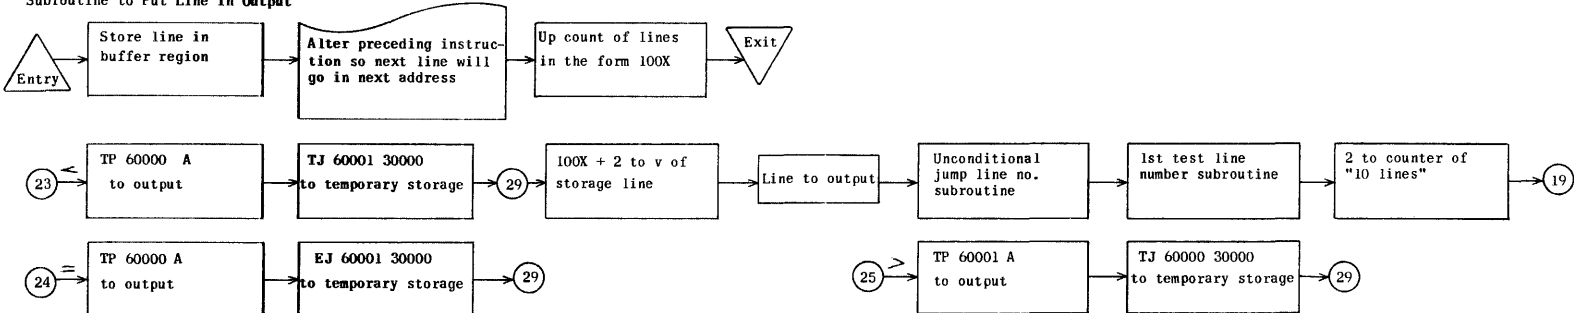 Subroutine to Put Line in Output
Entry
Store line in
buffer region
Alter preceding instruc-
tion so next line will
go in next address
Up count of lines
in the form 100X
Exit
23
<
TP 60000 A
to output
TJ 60001 30000
to temporary storage
29
100X + 2 to v of
storage line
Line to output
Unconditional
jump line no.
subroutine
1st test line
number subroutine
2 to counter of
"10 lines"
19
24
=
TP 60000 A
to output
EJ 60001 30000
to temporary storage
29
25
>
TP 60001 A
to output
TJ 60000 30000
to temporary storage
29